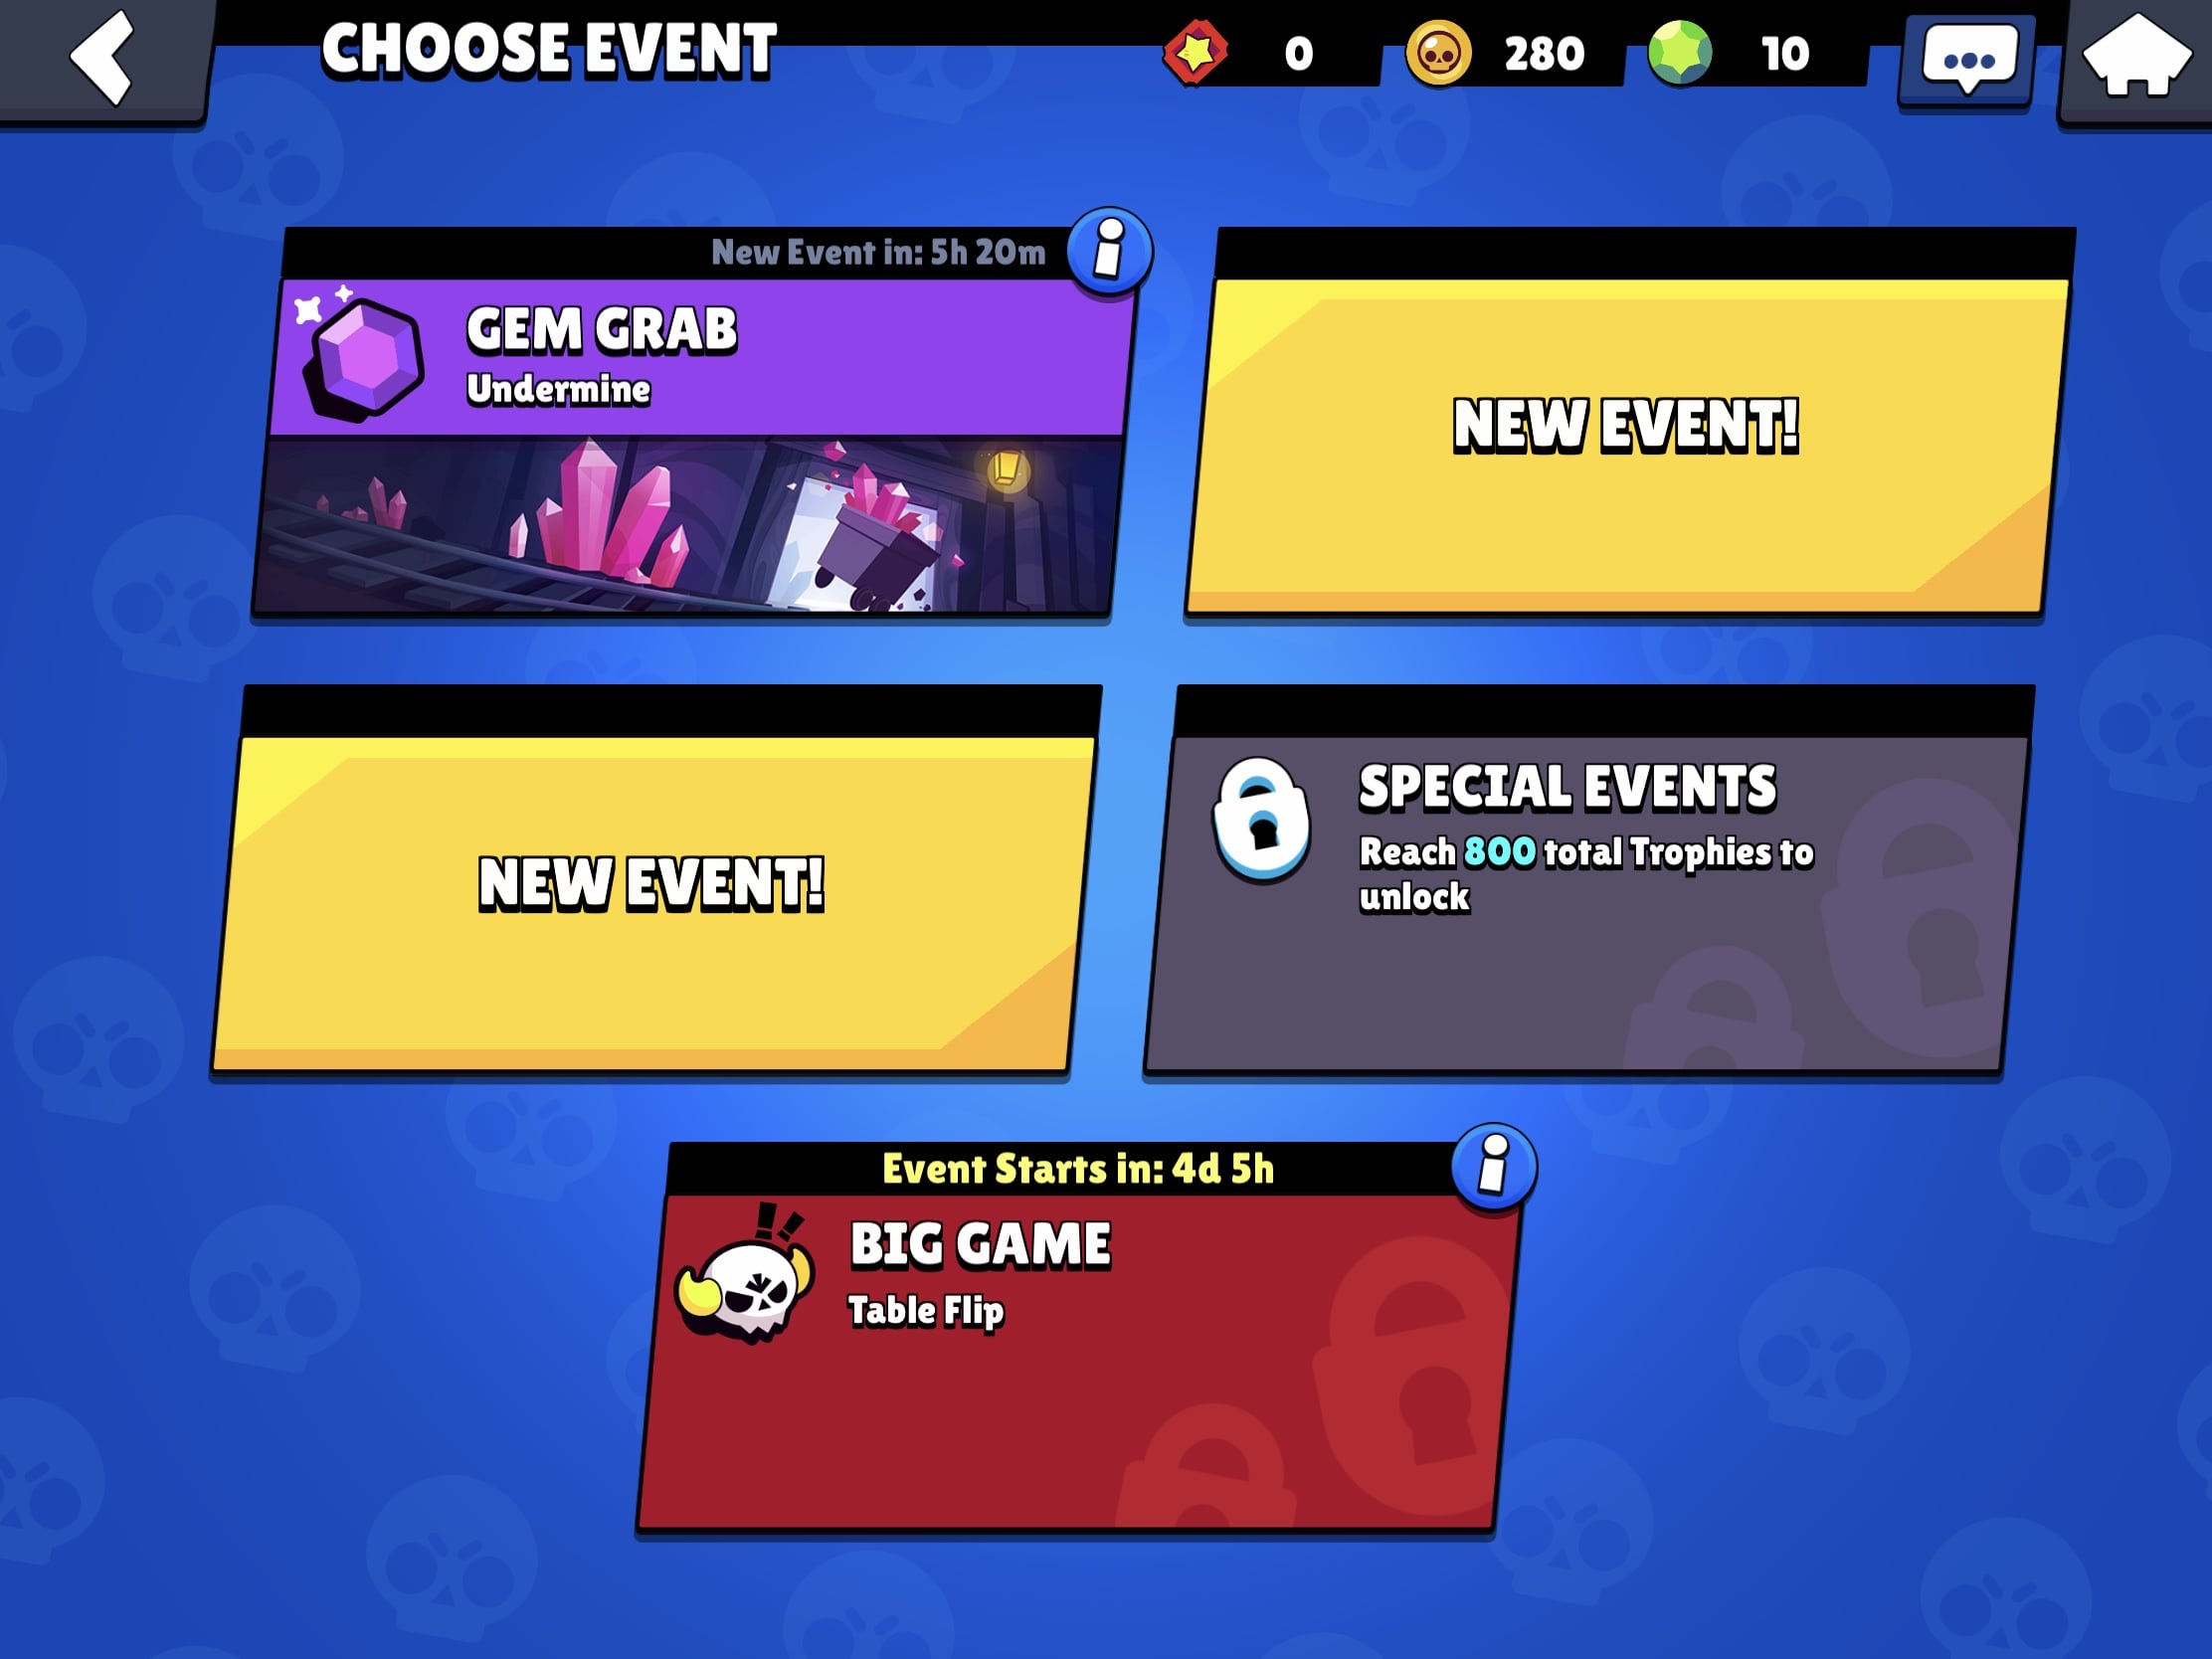 CHOOSE EVENT
0
280
10
New Event in: 5h 20m
GEM GRAB
Undermine
NEW EVENT!
NEW EVENT!
SPECIAL EVENTS
Reach 800 total Trophies to
unlock
Event Starts in: 4d 5h
BIG GAME
Table Flip